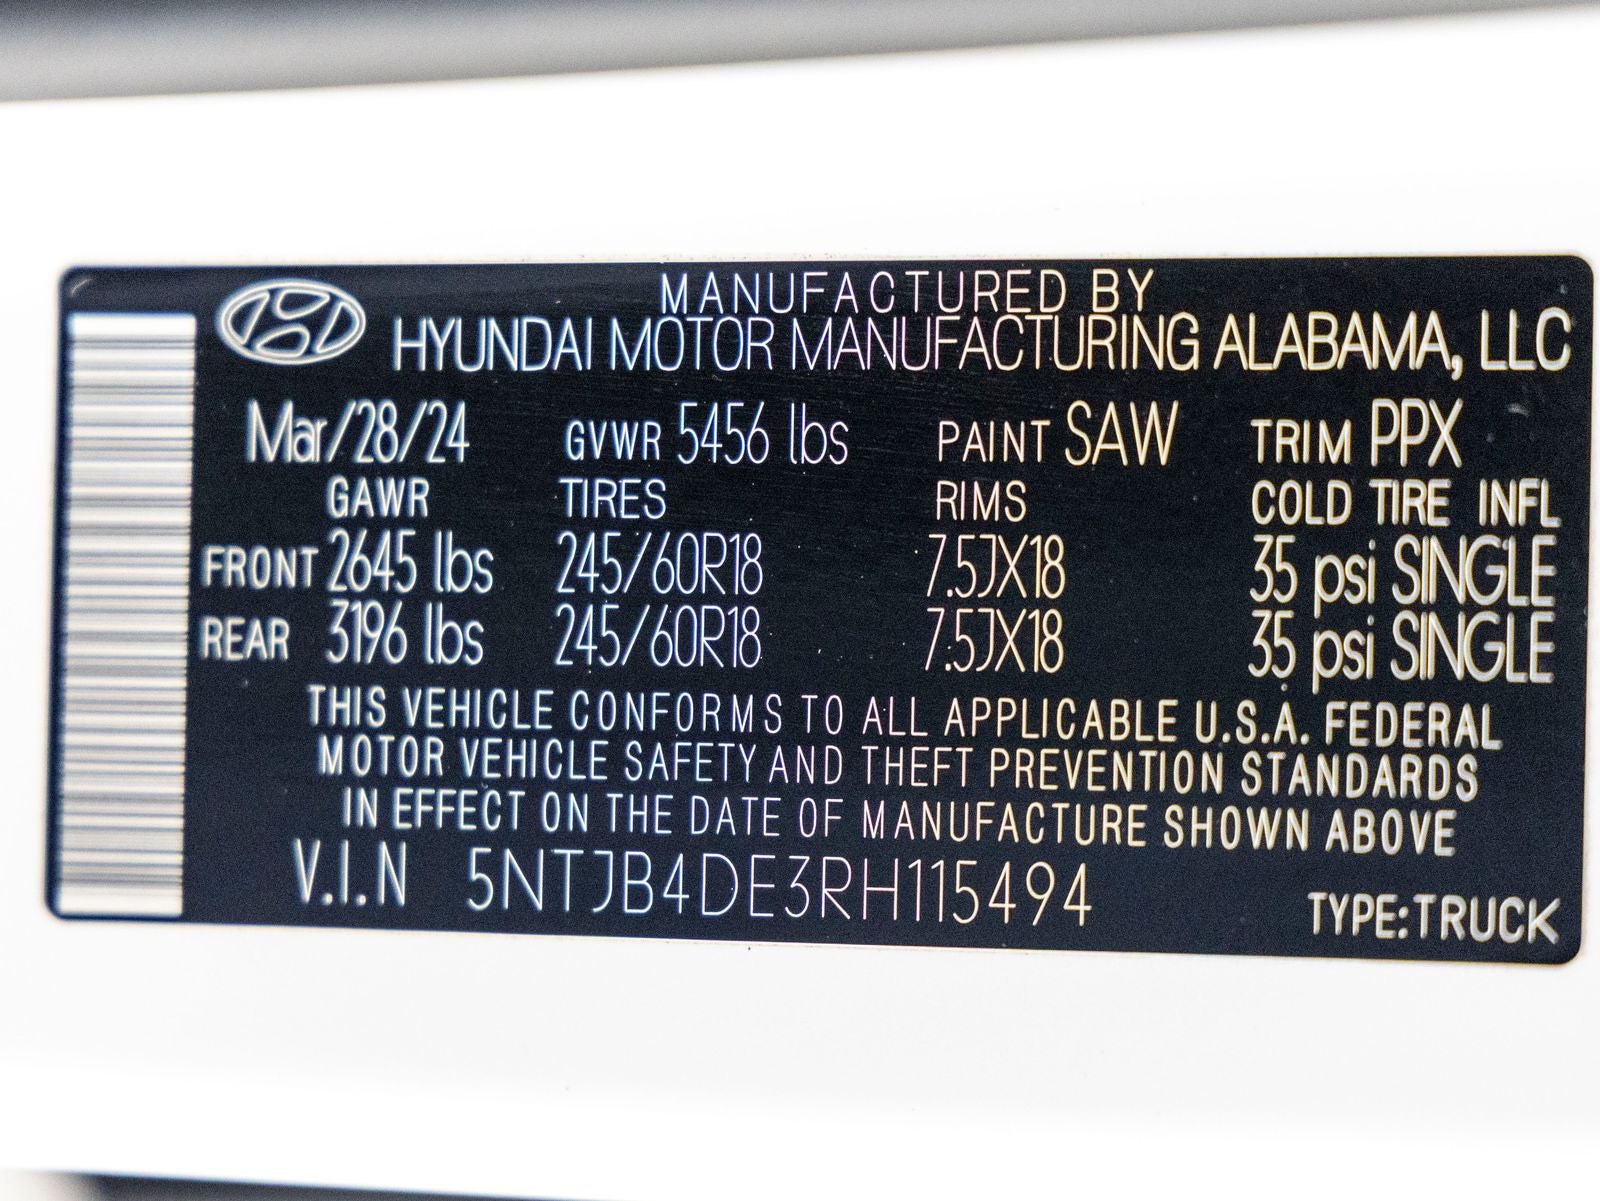 MANUFACTURED BY
HYUNDAI MOTOR MANUFACTURING ALABAMA, LLC
Mar/28/24 GVWR 5456 lbs PAINT SAW TRIM PPX
GAWR TIRES RIMS COLD TIRE INFL
FRONT 2645 lbs 245/60R18 7.5JX18 35 psi SINGLE
REAR 3196 lbs 245/60R18 7.5JX18 35 psi SINGLE
THIS VEHICLE CONFORMS TO ALL APPLICABLE U.S.A. FEDERAL
MOTOR VEHICLE SAFETY AND THEFT PREVENTION STANDARDS
IN EFFECT ON THE DATE OF MANUFACTURE SHOWN ABOVE
V.I.N 5NTJB4DE3RH115494 TYPE:TRUCK